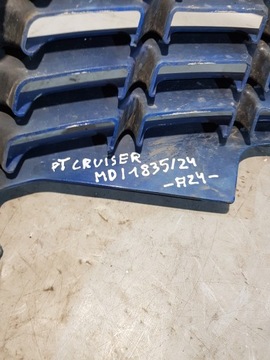 PT CRUISER
MD/1835/24
-A24-